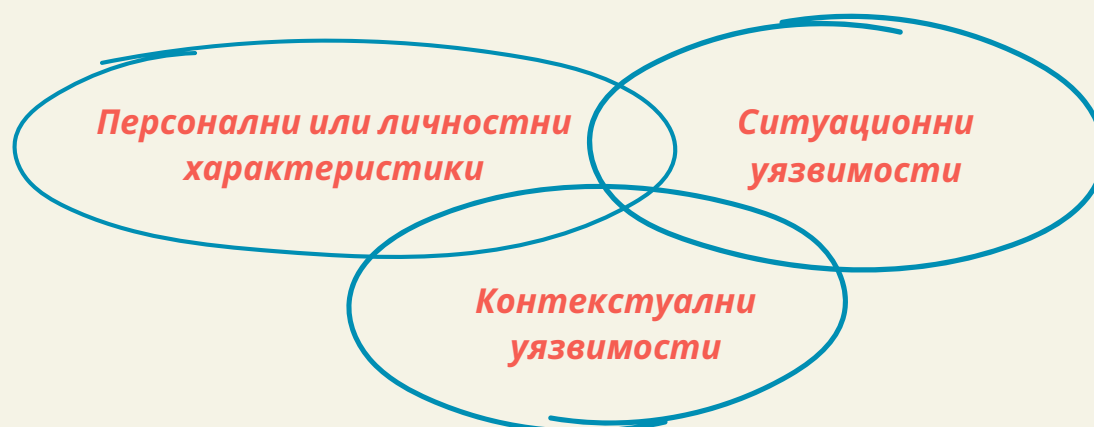 Персонални или личностни
характеристики
Ситуационни
уязвимости
Контекстуални
уязвимости